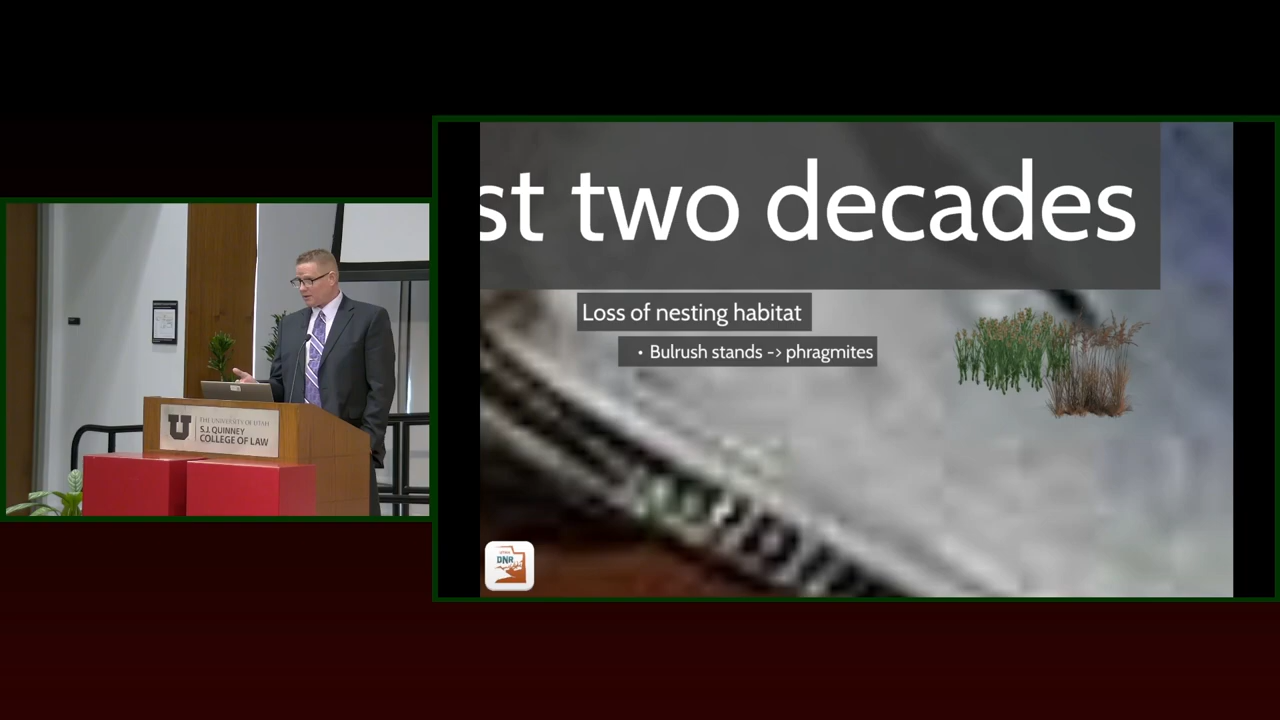 st two decades
Loss of nesting habitat
• Bulrush stands -> phragmites
DNR
U
THE UNIVERSITY OF UTAH
S.J. QUINNEY
COLLEGE OF LAW